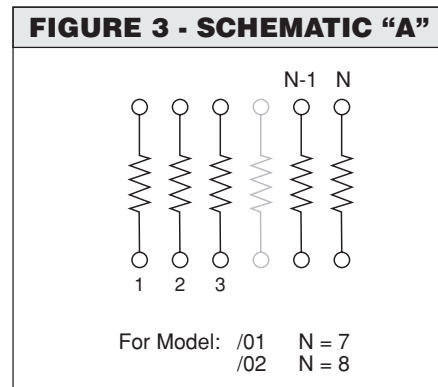 FIGURE 3 - SCHEMATIC “A”
N-1 N
1 2 3
For Model: /01 N = 7
/02 N = 8